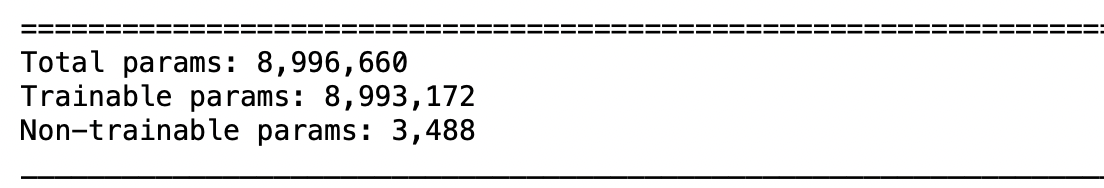 Total params: 8,996,660
Trainable params: 8,993,172
Non-trainable params: 3,488